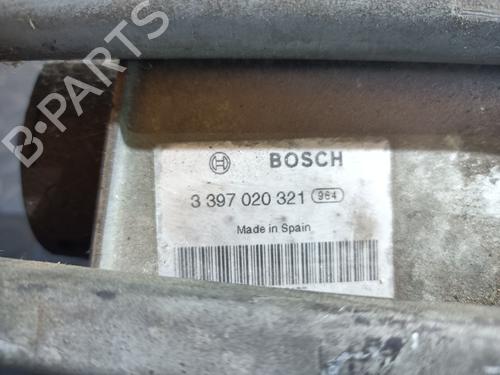 B-PARTS
BOSCH
3 397 020 321 984
Made in Spain